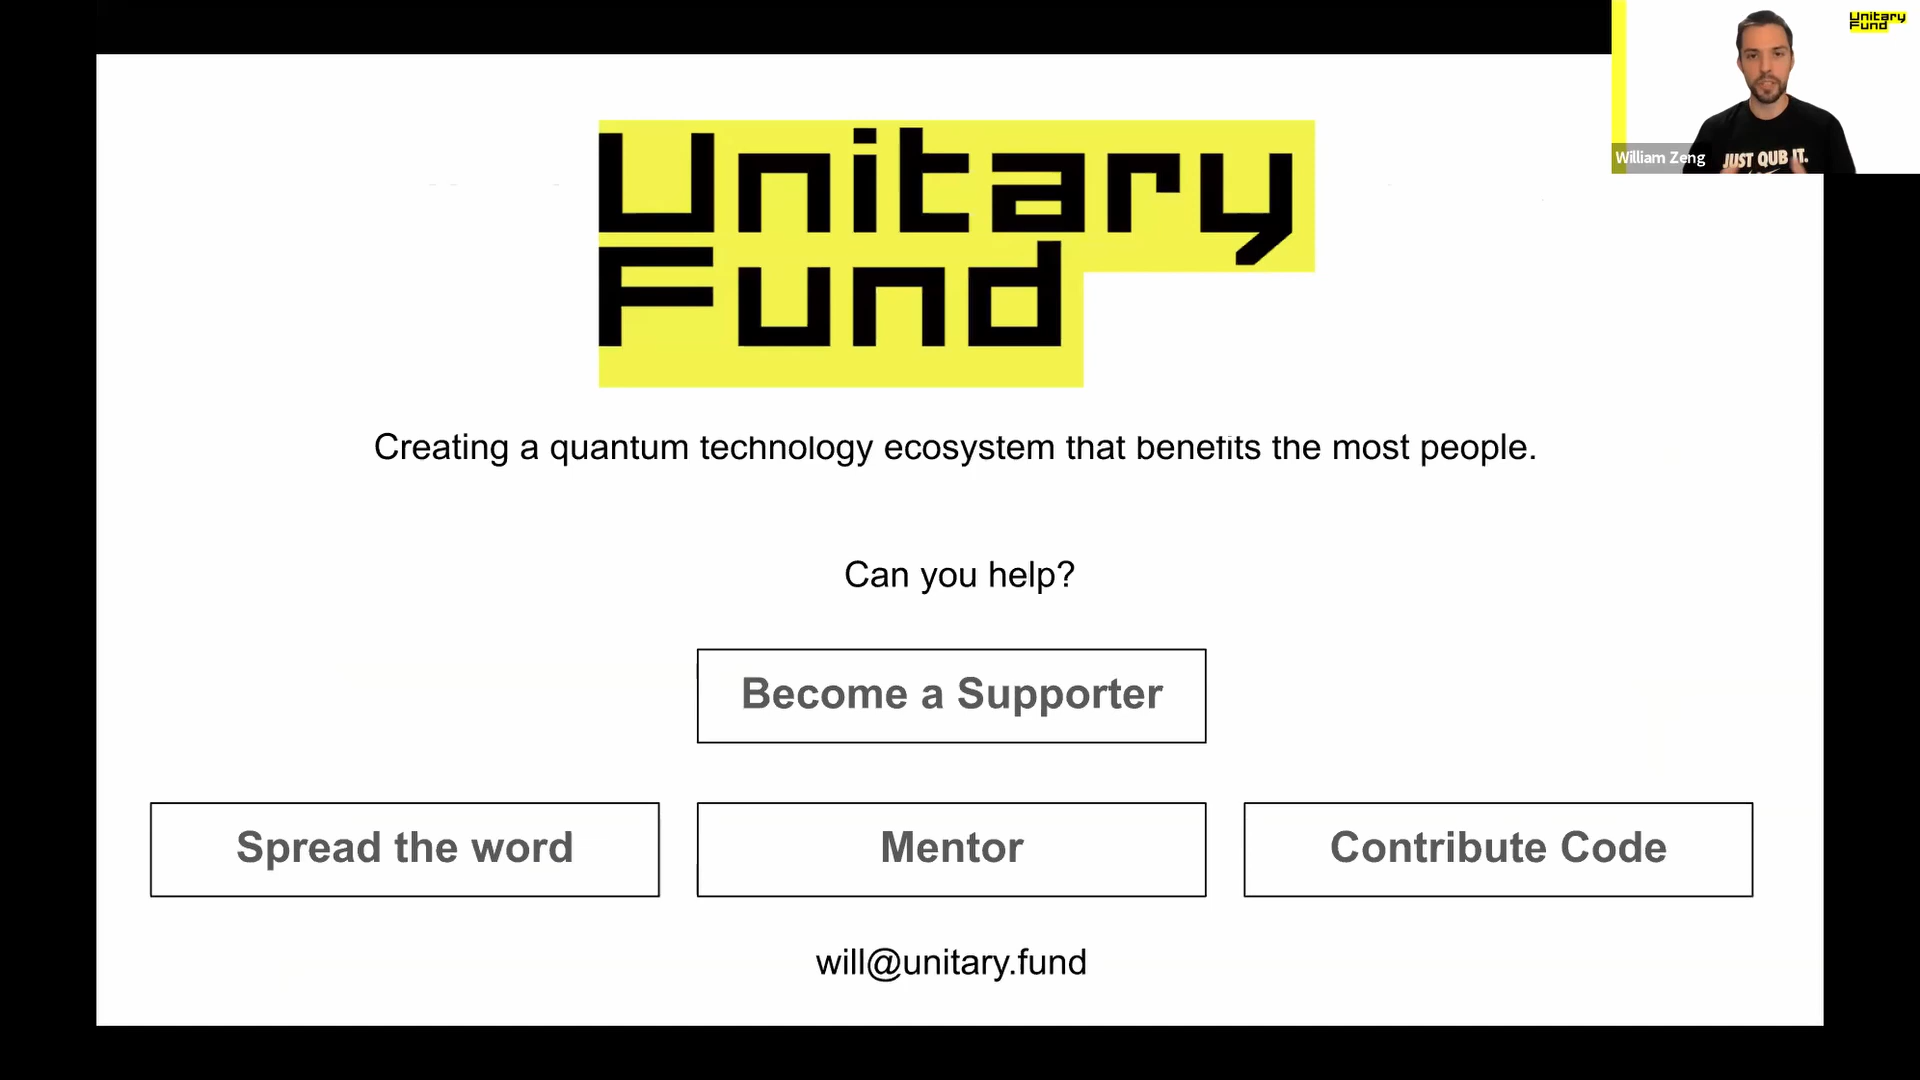 Unitary
Fund
Unitary
Fund
William Zeng
JUST QUB IT.
Creating a quantum technology ecosystem that benefits the most people.
Can you help?
Become a Supporter
Spread the word
Mentor
Contribute Code
will@unitary.fund